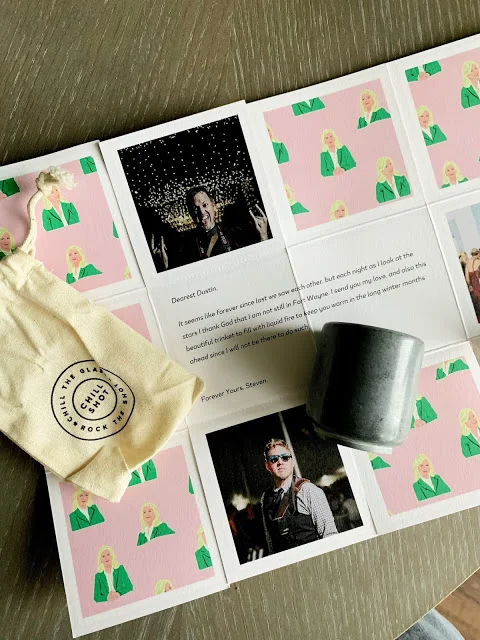 Dearest Dustin,
It seems like Forever since last we saw each other, but each night as I look at the
stars I thank God that I am not still in Fort Wayne. I send you my love, and also this
beautiful trinket to fill with liquid fire to keep you warm in the long winter months
ahead since I will not be there to do such
Forever Yours, Steven.
CHILL THE GLASS
CHILL
SHOT
ROCK THE